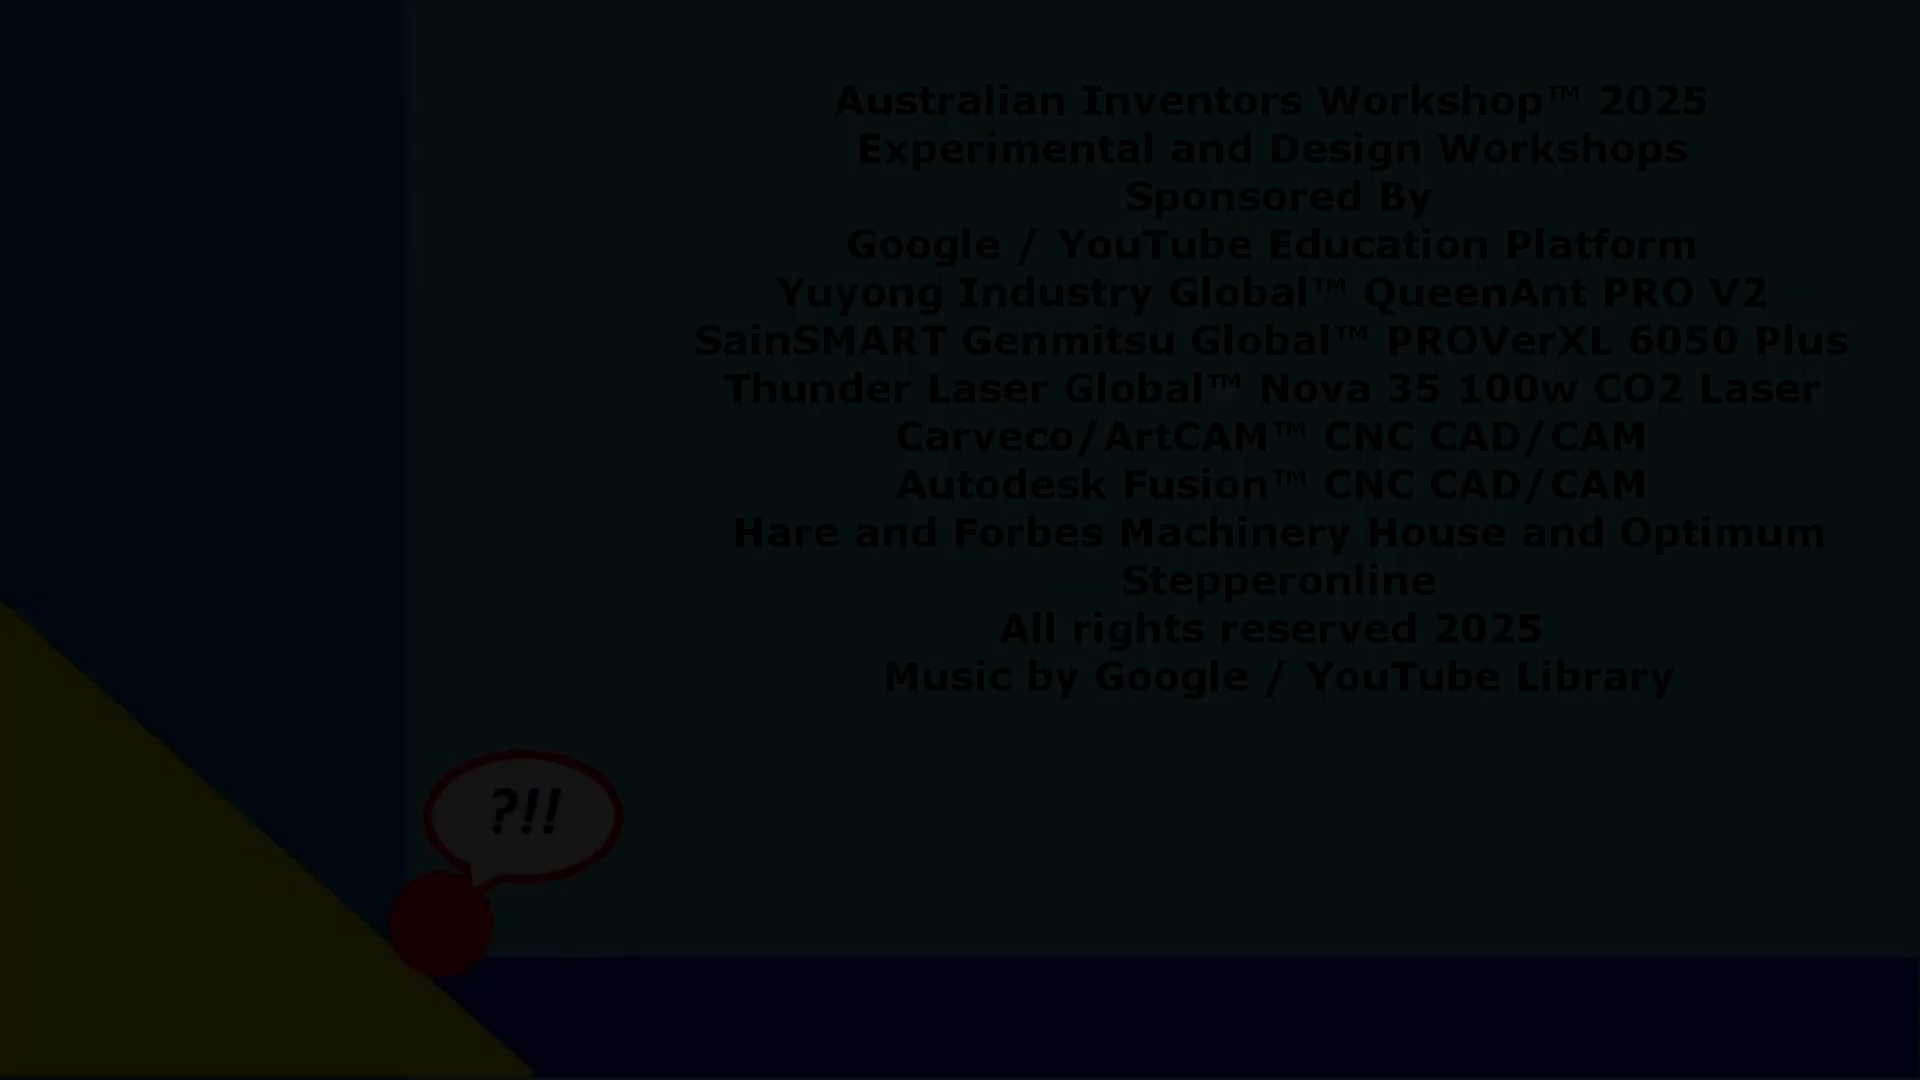 Australian Inventors Workshop™ 2025
Experimental and Design Workshops
Sponsored By
Google / YouTube Education Platform
Yuyong Industry Global™ QueenAnt PRO V2
SainSMART Genmitsu Global™ PROVerXL 6050 Plus
Thunder Laser Global™ Nova 35 100w CO2 Laser
Carveco/ArtCAM™ CNC CAD/CAM
Autodesk Fusion™ CNC CAD/CAM
Hare and Forbes Machinery House and Optimum
Stepperonline
All rights reserved 2025
Music by Google / YouTube Library
?!!